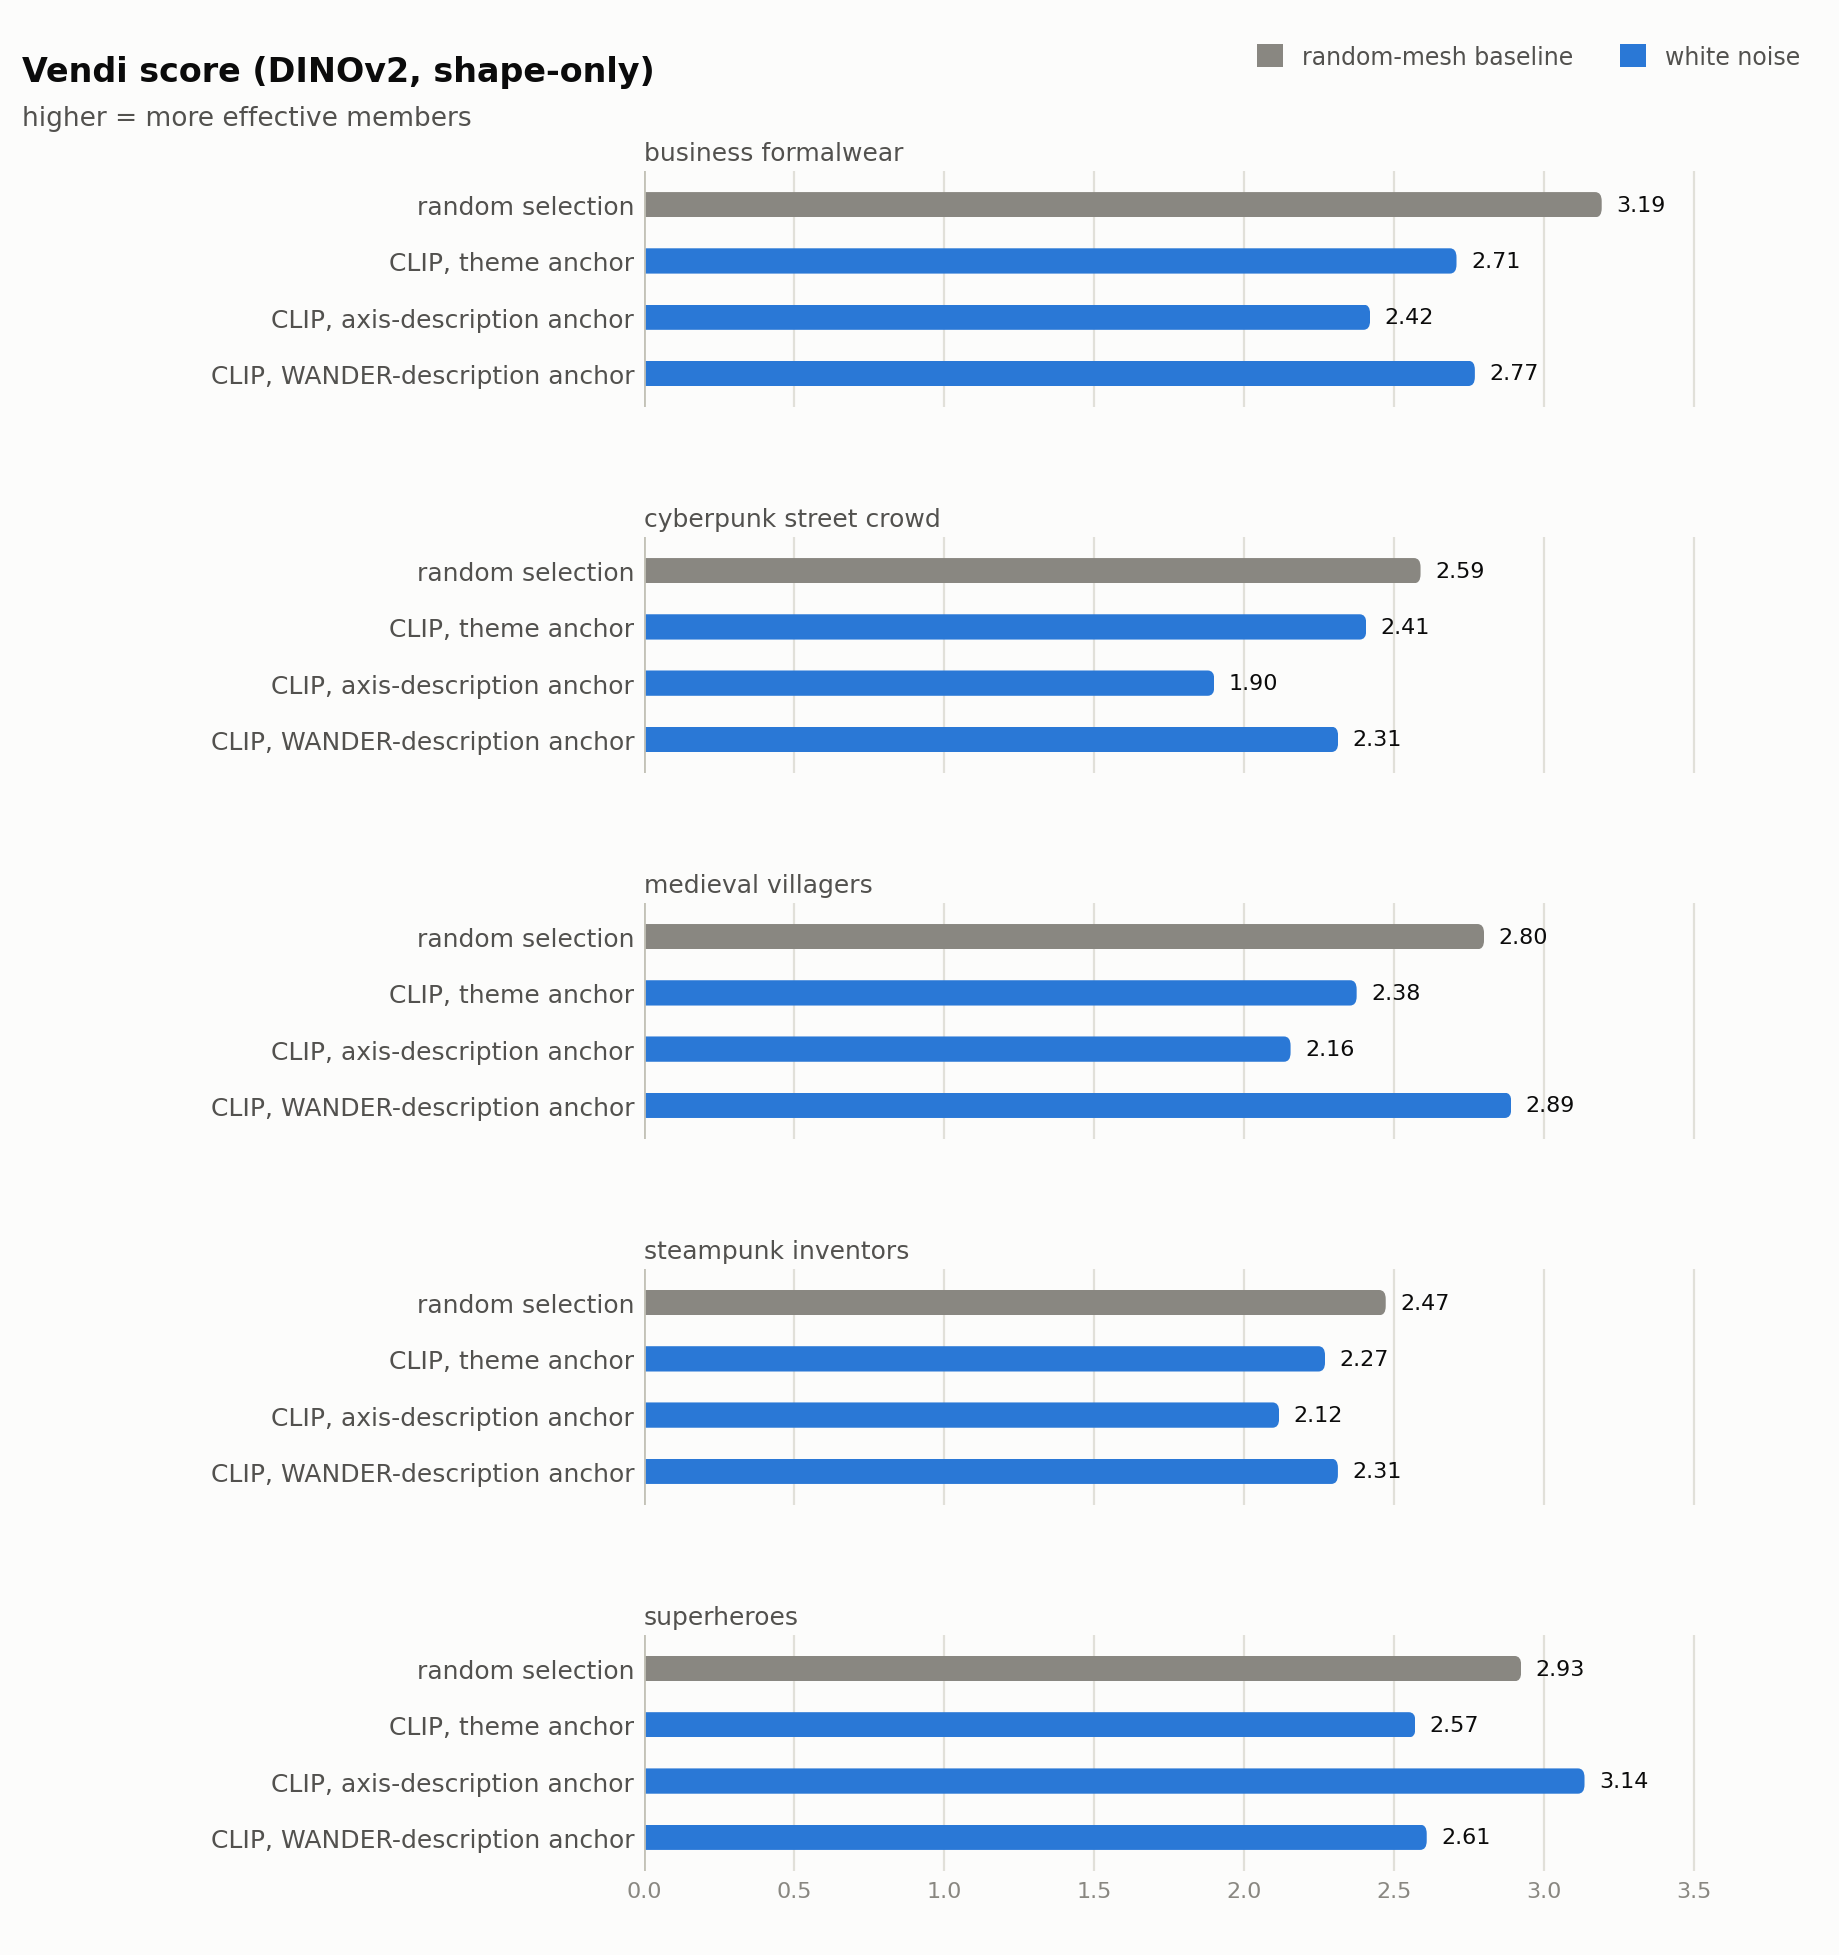 Vendi score (DINOv2, shape-only)
random-mesh baseline
white noise
higher = more effective members
business formalwear
random selection 3.19
CLIP, theme anchor 2.71
CLIP, axis-description anchor 2.42
CLIP, WANDER-description anchor 2.77
cyberpunk street crowd
random selection 2.59
CLIP, theme anchor 2.41
CLIP, axis-description anchor 1.90
CLIP, WANDER-description anchor 2.31
medieval villagers
random selection 2.80
CLIP, theme anchor 2.38
CLIP, axis-description anchor 2.16
CLIP, WANDER-description anchor 2.89
steampunk inventors
random selection 2.47
CLIP, theme anchor 2.27
CLIP, axis-description anchor 2.12
CLIP, WANDER-description anchor 2.31
superheroes
random selection 2.93
CLIP, theme anchor 2.57
CLIP, axis-description anchor 3.14
CLIP, WANDER-description anchor 2.61
0.0 0.5 1.0 1.5 2.0 2.5 3.0 3.5